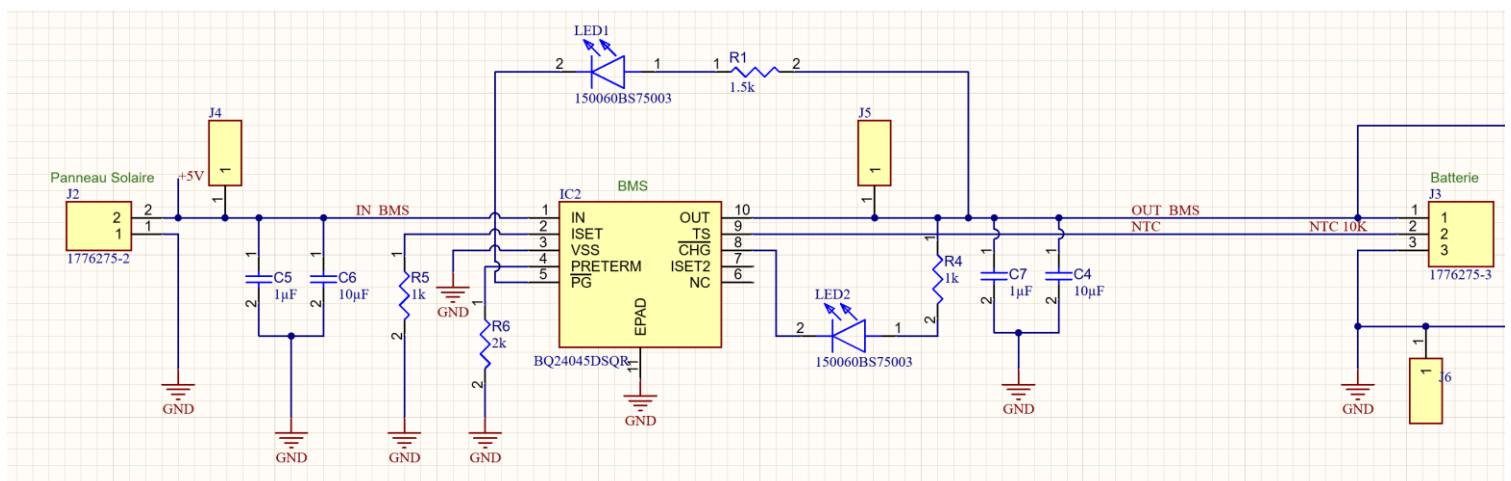 LED1
2
1
150060BS75003
R1
1
2
1.5k
J4
1
1
J5
1
1
Panneau Solaire
+5V
J2
2
1
2
1
1776275-2
IN_BMS
C5
1
2
1µF
C6
1
2
10µF
GND
GND
R5
1
2
1k
GND
GND
R6
1
2
2k
GND
BMS
IC2
1
2
3
4
5
IN
ISET
VSS
PRETERM
PG
OUT
TS
CHG
ISET2
NC
10
9
8
7
6
EPAD
11
BQ24045DSQR
GND
LED2
2
1
150060BS75003
R4
1
2
1k
C7
1
2
1µF
C4
1
2
10µF
GND
OUT_BMS
NTC
NTC 10K
Batterie
J3
1
2
3
1
2
3
1776275-3
GND
J6
1
1